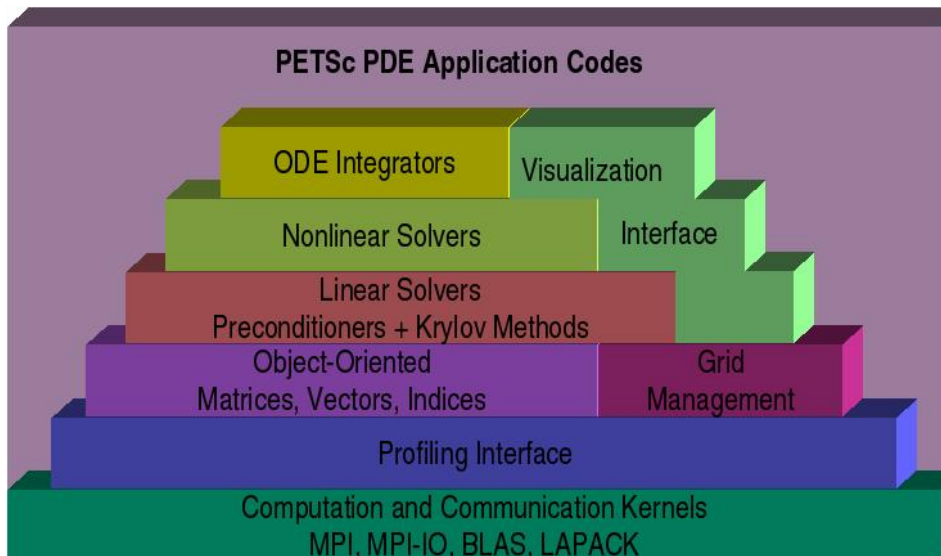 PETSc PDE Application Codes
ODE Integrators
Visualization
Nonlinear Solvers
Interface
Linear Solvers
Preconditioners + Krylov Methods
Object-Oriented
Matrices, Vectors, Indices
Grid
Management
Profiling Interface
Computation and Communication Kernels
MPI, MPI-IO, BLAS, LAPACK